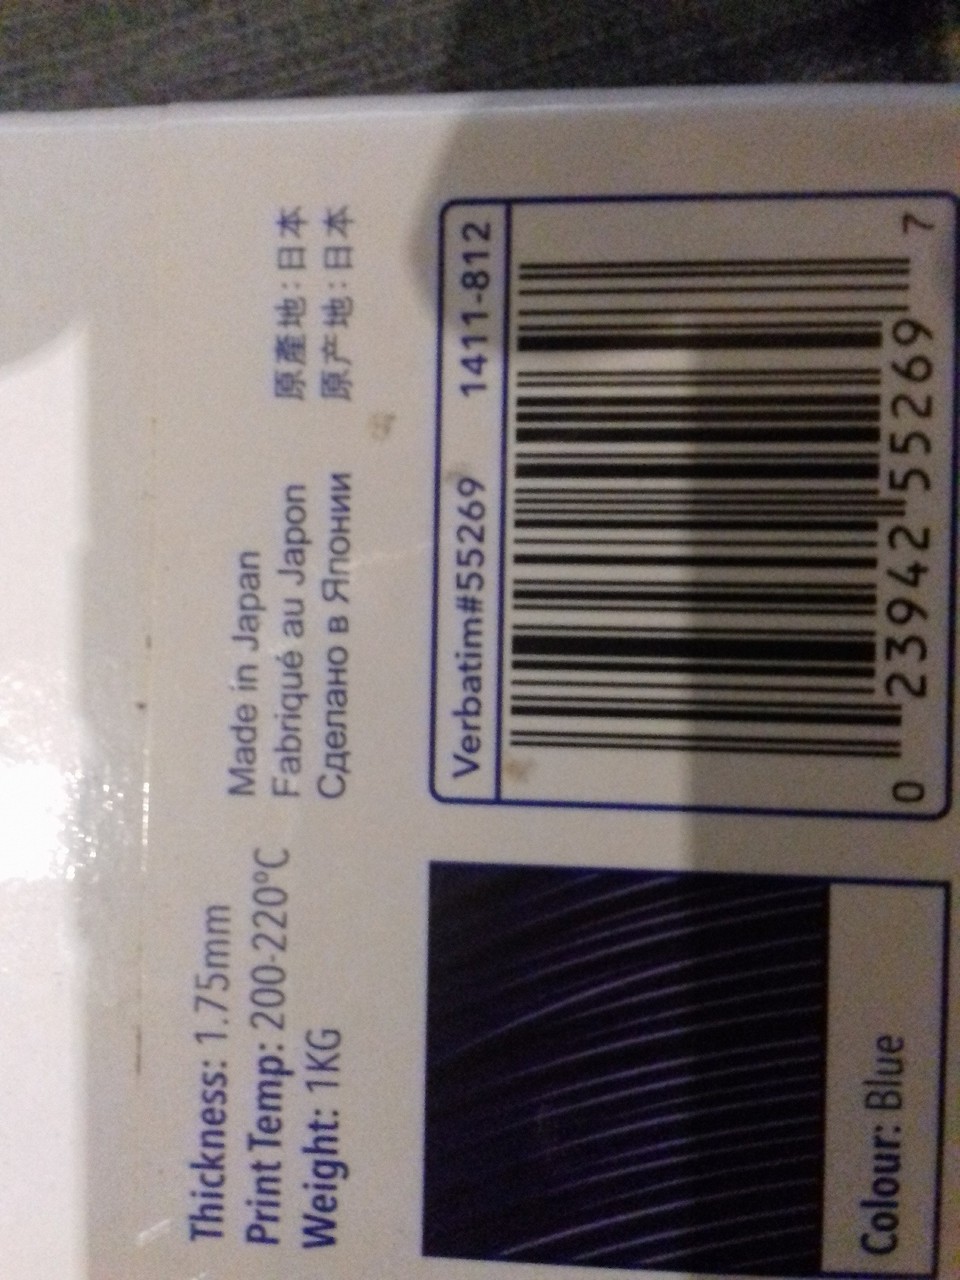 Thickness: 1.75mm
Print Temp: 200-220°C
Weight: 1KG
Made in Japan
Fabriqué au Japon
Сделано в Японии
原產地：日本
原产地：日本
Verbatim#55269 1411-812
0 23942 55269 7
Colour: Blue